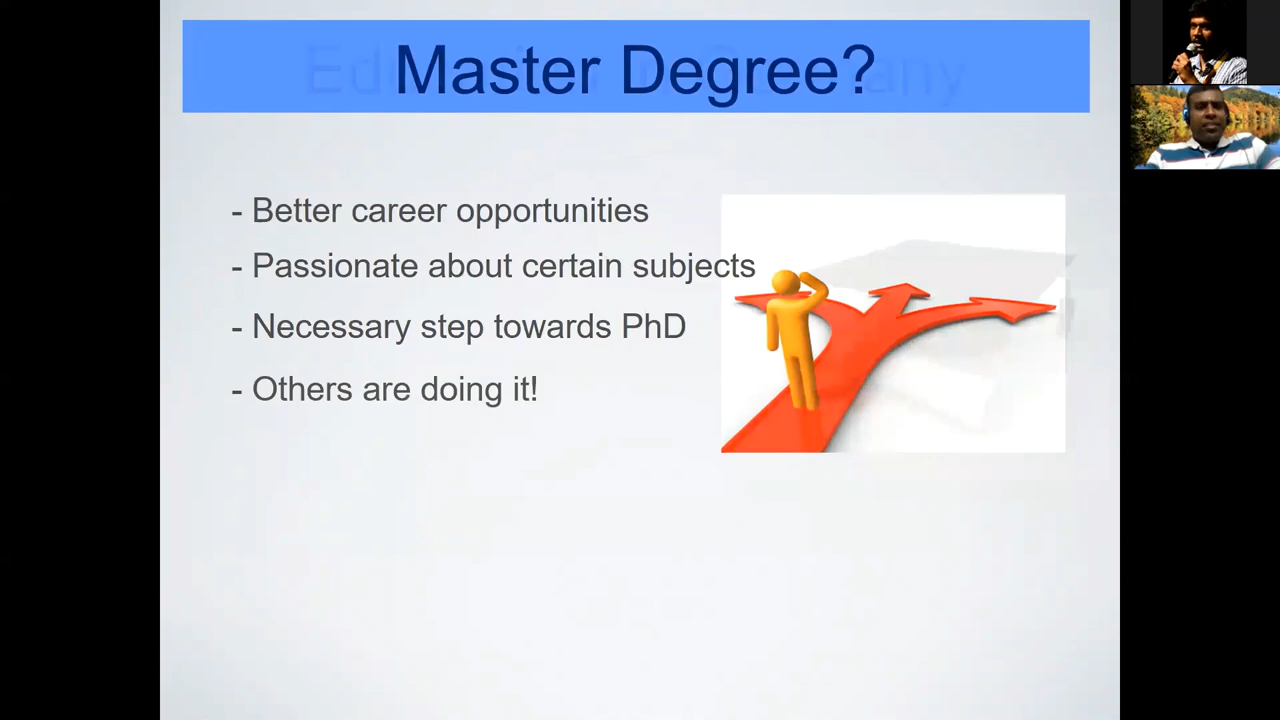 Master Degree?
- Better career opportunities
- Passionate about certain subjects
- Necessary step towards PhD
- Others are doing it!